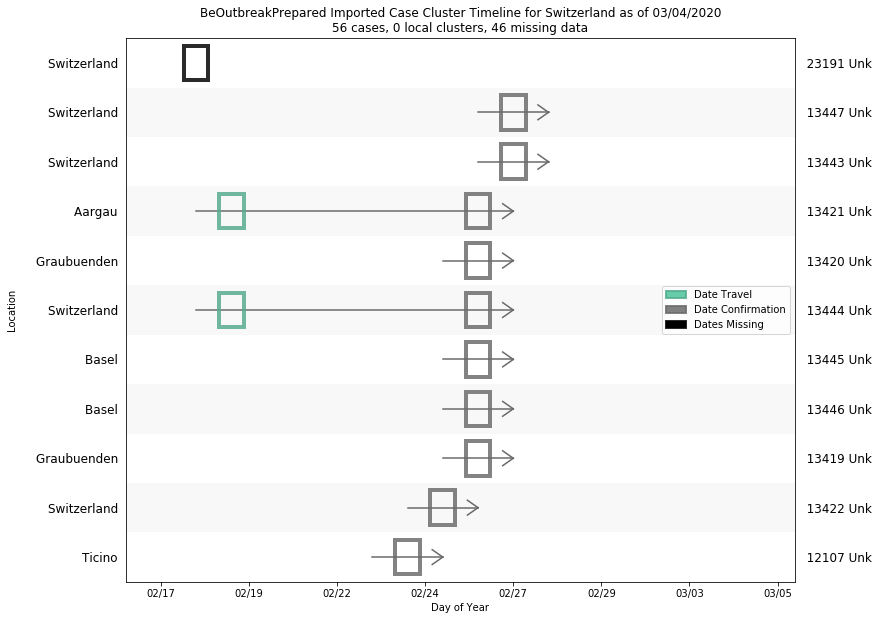 BeOutbreakPrepared Imported Case Cluster Timeline for Switzerland as of 03/04/2020
56 cases, 0 local clusters, 46 missing data
Switzerland 23191 Unk
Switzerland 13447 Unk
Switzerland 13443 Unk
Aargau 13421 Unk
Graubuenden 13420 Unk
Date Travel
Switzerland Date Confirmation 13444 Unk
Dates Missing
Location
Basel 13445 Unk
Basel 13446 Unk
Graubuenden 13419 Unk
Switzerland 13422 Unk
Ticino 12107 Unk
02/17 02/19 02/22 02/24 02/27 02/29 03/03 03/05
Day of Year